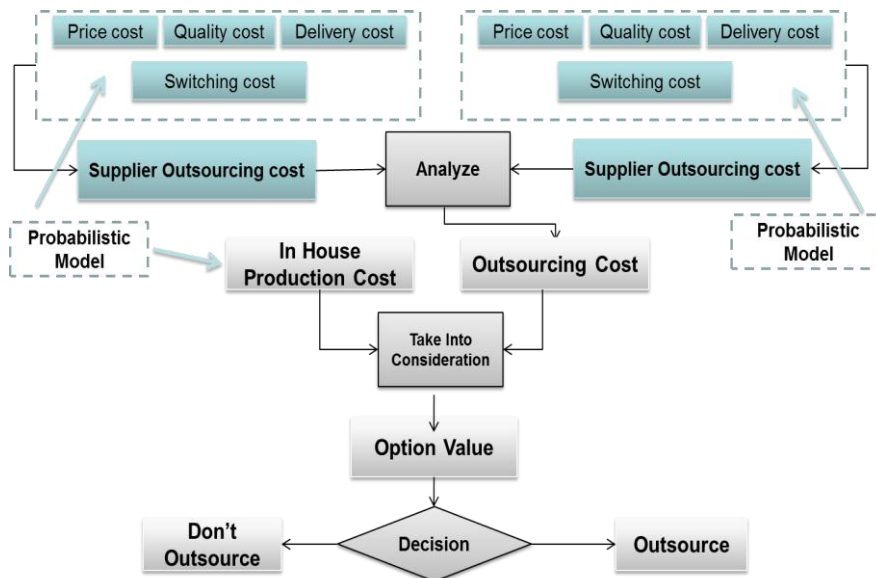 Price cost
Quality cost
Delivery cost
Switching cost
Price cost
Quality cost
Delivery cost
Switching cost
Supplier Outsourcing cost
Analyze
Supplier Outsourcing cost
Probabilistic
Model
In House
Production Cost
Outsourcing Cost
Probabilistic
Model
Take Into
Consideration
Option Value
Don't
Outsource
Decision
Outsource